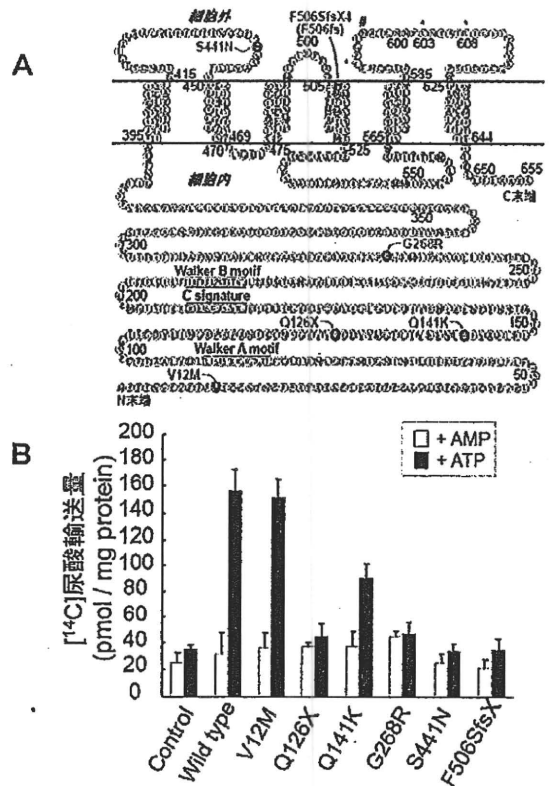 A
細胞外
S441N
F506SfsX4
(F506fs)
500
#
600 603 608
415
450
505
535
625
395
469
470
475
565
525
644
細胞内
550
650 655
C末端
350
300
G268R
250
Walker B motif
200
C signature
Q126X
Q141K
150
100
Walker A motif
V12M
50
N末端
B
+ AMP
+ ATP
[¹⁴C]尿酸輸送量
(pmol / mg protein)
200
180
160
140
120
100
80
60
40
20
0
Control
Wild type
V12M
Q126X
Q141K
G268R
S441N
F506SfsX